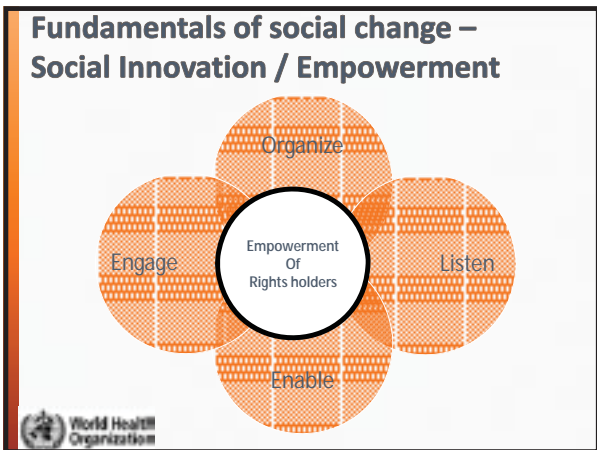 Fundamentals of social change –
Social Innovation / Empowerment
Organize
Engage
Empowerment
Of
Rights holders
Listen
Enable
World Health
Organization